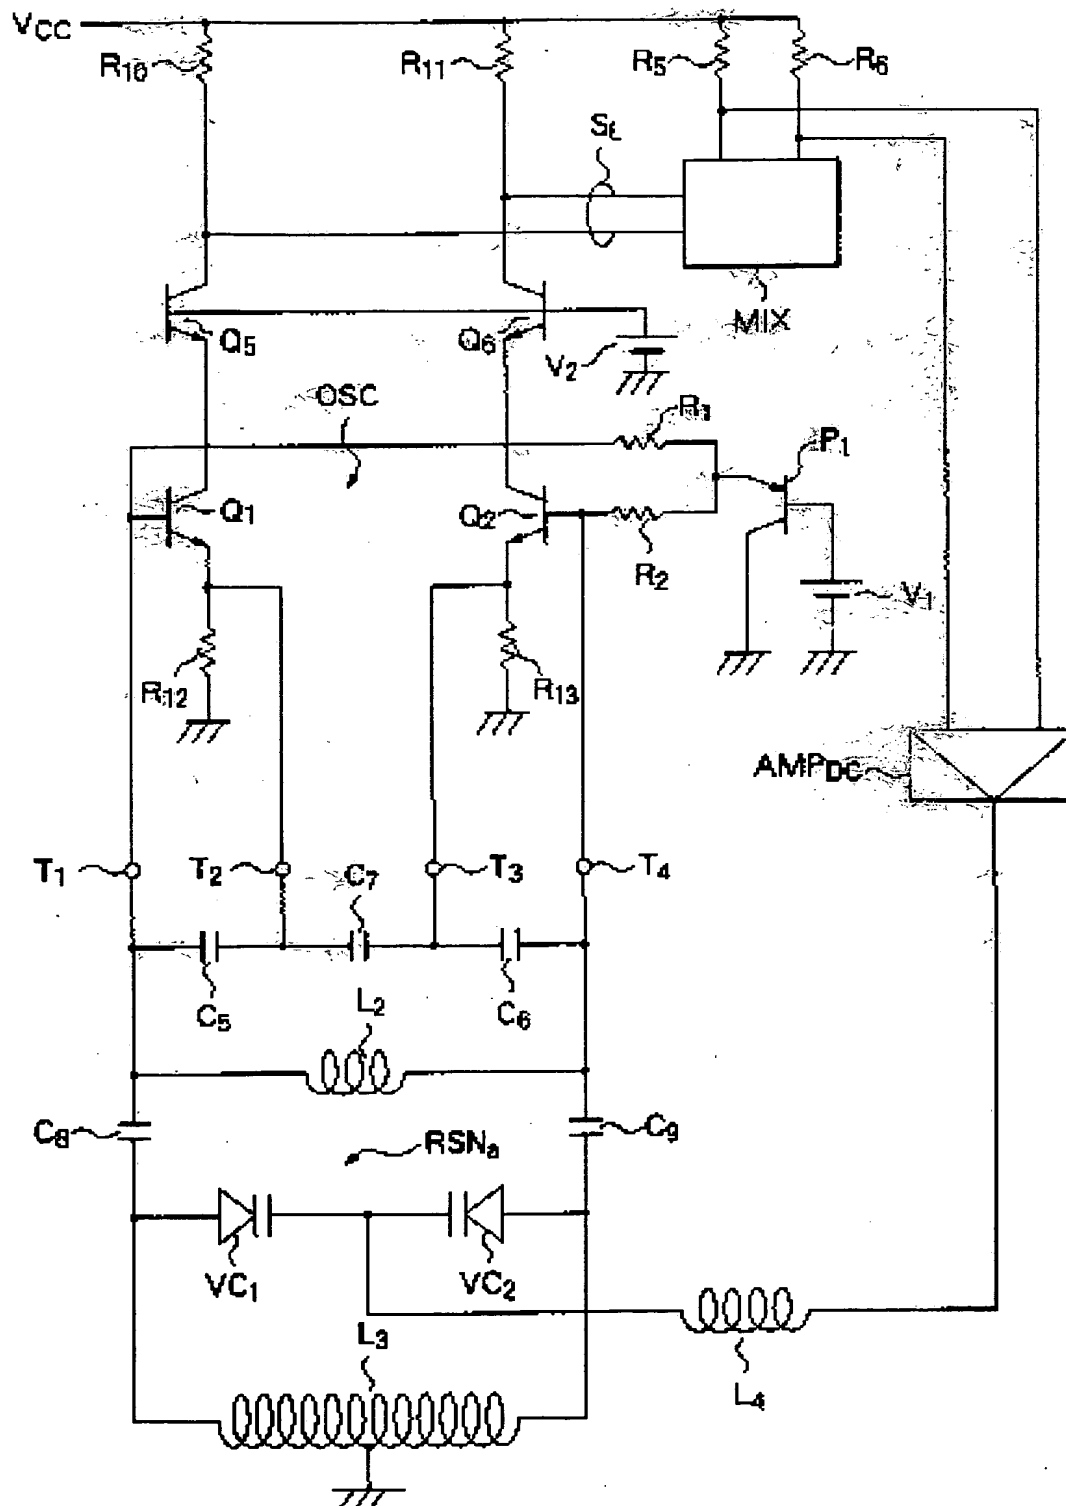 VCC
R10 R11 R5 R6
SL
MIX
Q5 Q6
V2
OSC
R1
P1
Q1 Q2
R2
V1
R12 R13
AMPDC
T1 T2 C7 T3 T4
C5 C6
L2
C8 C9
RSNa
VC1 VC2
L3
L4